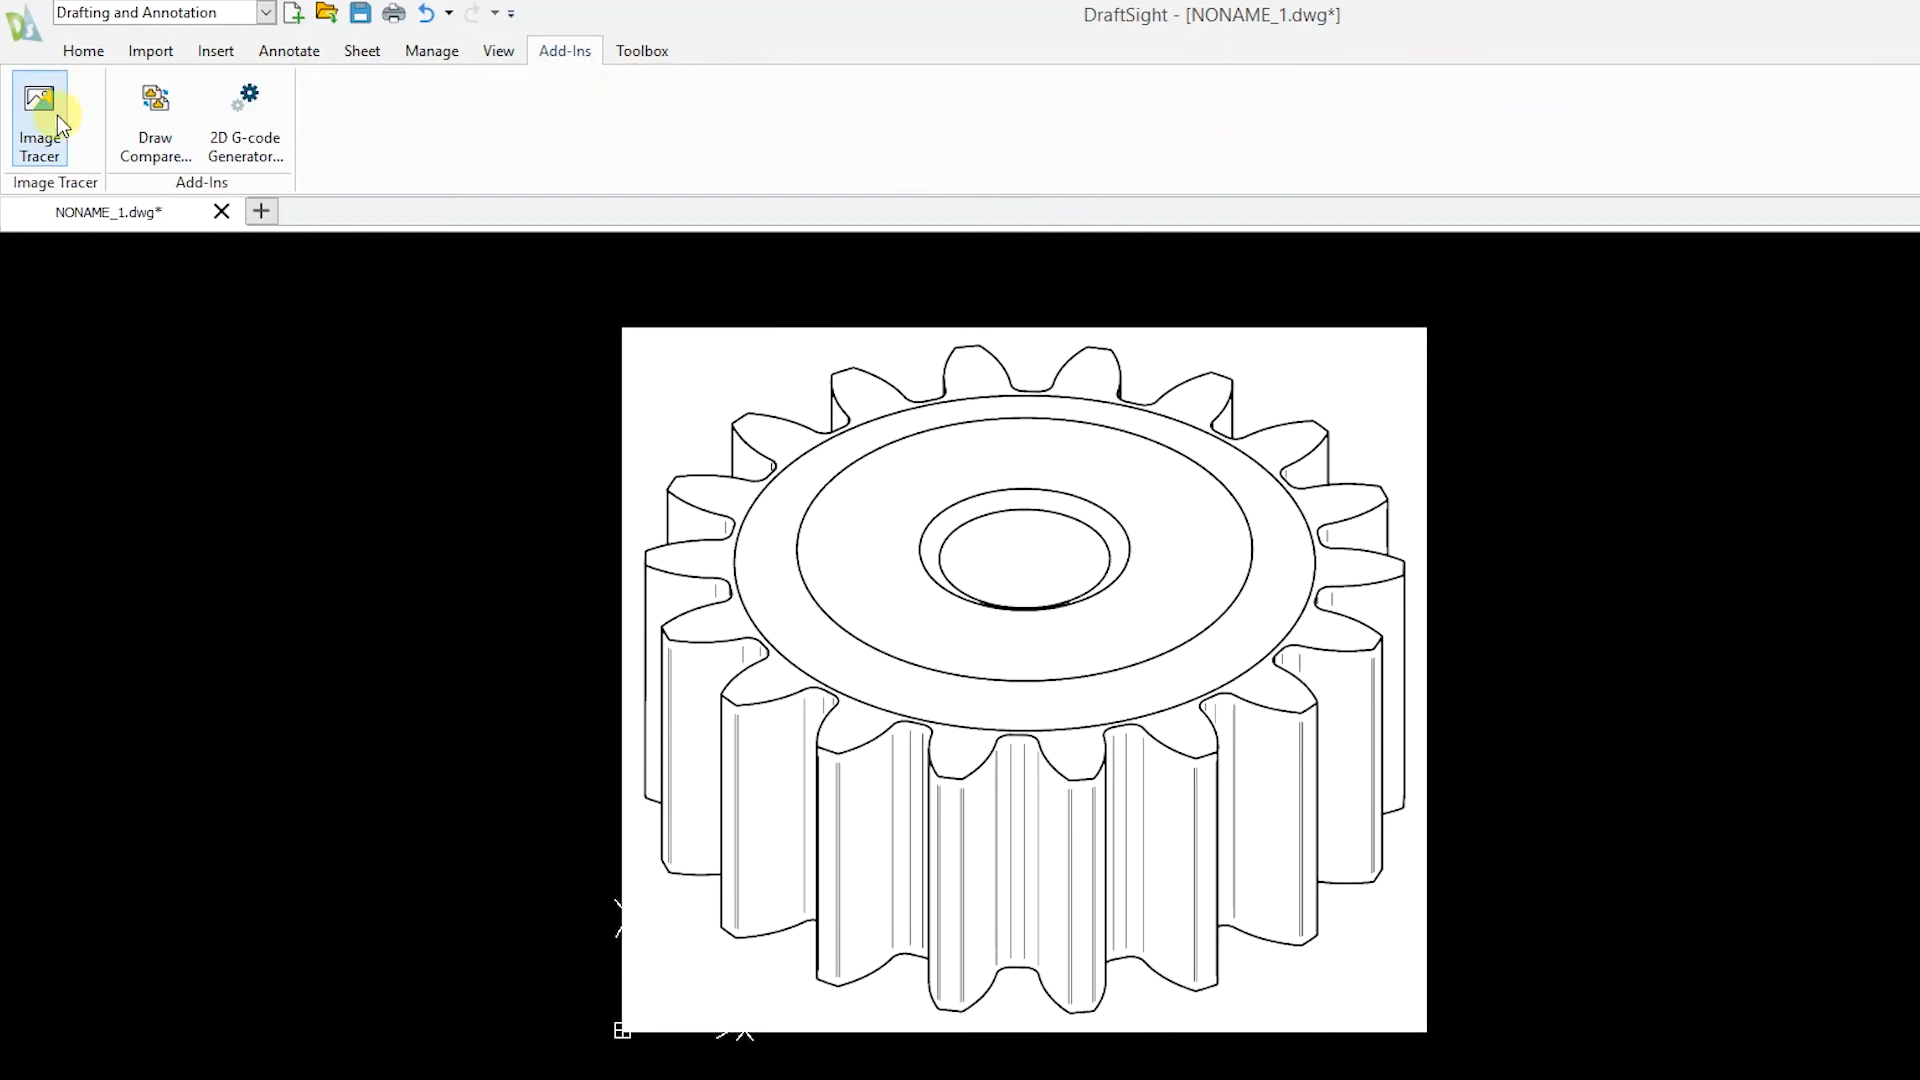 Drafting and Annotation
DraftSight - [NONAME_1.dwg*]
Home Import Insert Annotate Sheet Manage View Add-Ins Toolbox
Image Tracer
Draw Compare...
2D G-code Generator...
Image Tracer
Add-Ins
NONAME_1.dwg*